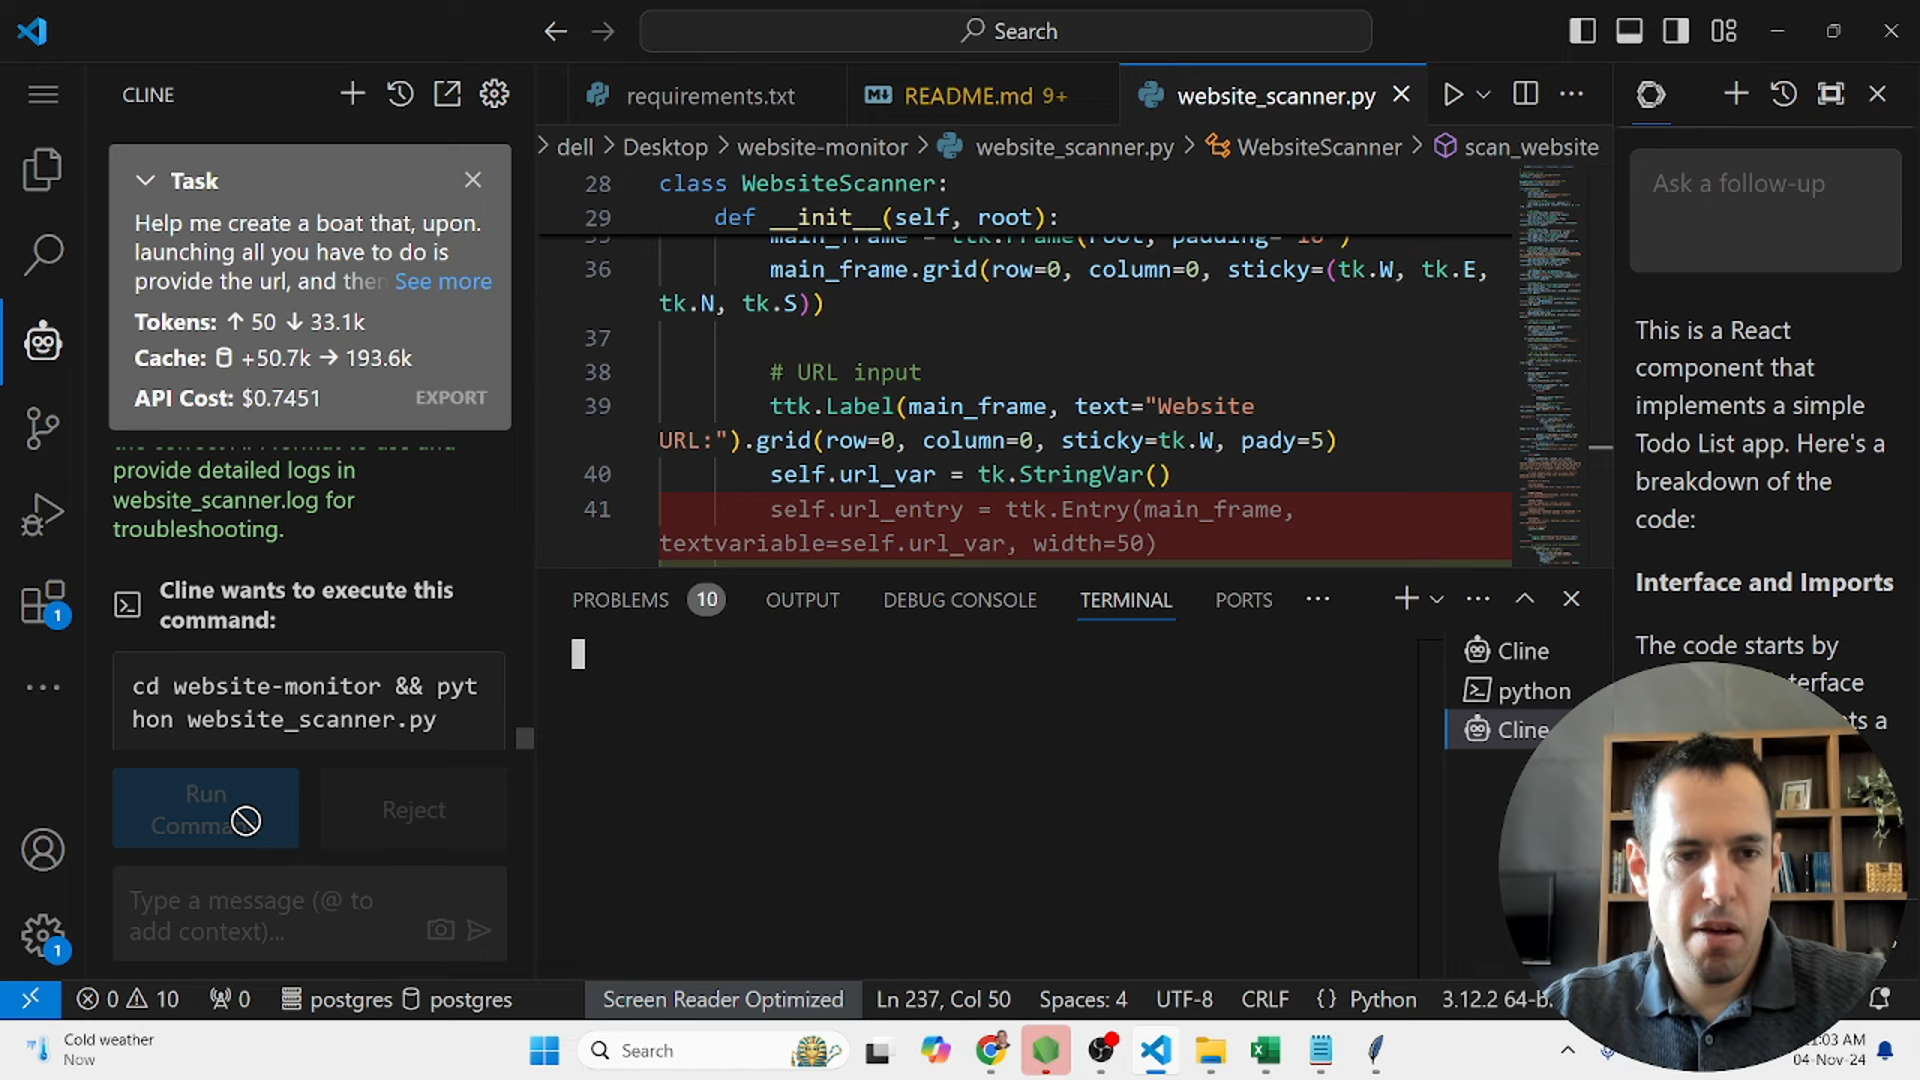 Search
CLINE
Task
Help me create a boat that, upon.
launching all you have to do is
provide the url, and then See more
Tokens: ↑ 50 ↓ 33.1k
Cache: +50.7k → 193.6k
API Cost: $0.7451
EXPORT
provide detailed logs in
website_scanner.log for
troubleshooting.
Cline wants to execute this
command:
cd website-monitor && pyt
hon website_scanner.py
Run
Reject
Type a message (@ to
add context)...
requirements.txt
README.md 9+
website_scanner.py
dell > Desktop > website-monitor > website_scanner.py > WebsiteScanner > scan_website
28 class WebsiteScanner:
29 def __init__(self, root):
36 main_frame.grid(row=0, column=0, sticky=(tk.W, tk.E,
tk.N, tk.S))
37
38 # URL input
39 ttk.Label(main_frame, text="Website
URL:").grid(row=0, column=0, sticky=tk.W, pady=5)
40 self.url_var = tk.StringVar()
41 self.url_entry = ttk.Entry(main_frame,
textvariable=self.url_var, width=50)
PROBLEMS 10 OUTPUT DEBUG CONSOLE TERMINAL PORTS
Cline
python
Cline
Ask a follow-up
This is a React
component that
implements a simple
Todo List app. Here's a
breakdown of the
code:
Interface and Imports
The code starts by
1
1
0 10 0 postgres postgres Screen Reader Optimized Ln 237, Col 50 Spaces: 4 UTF-8 CRLF {} Python 3.12.2
Cold weather
Now
Search
04-Nov-24